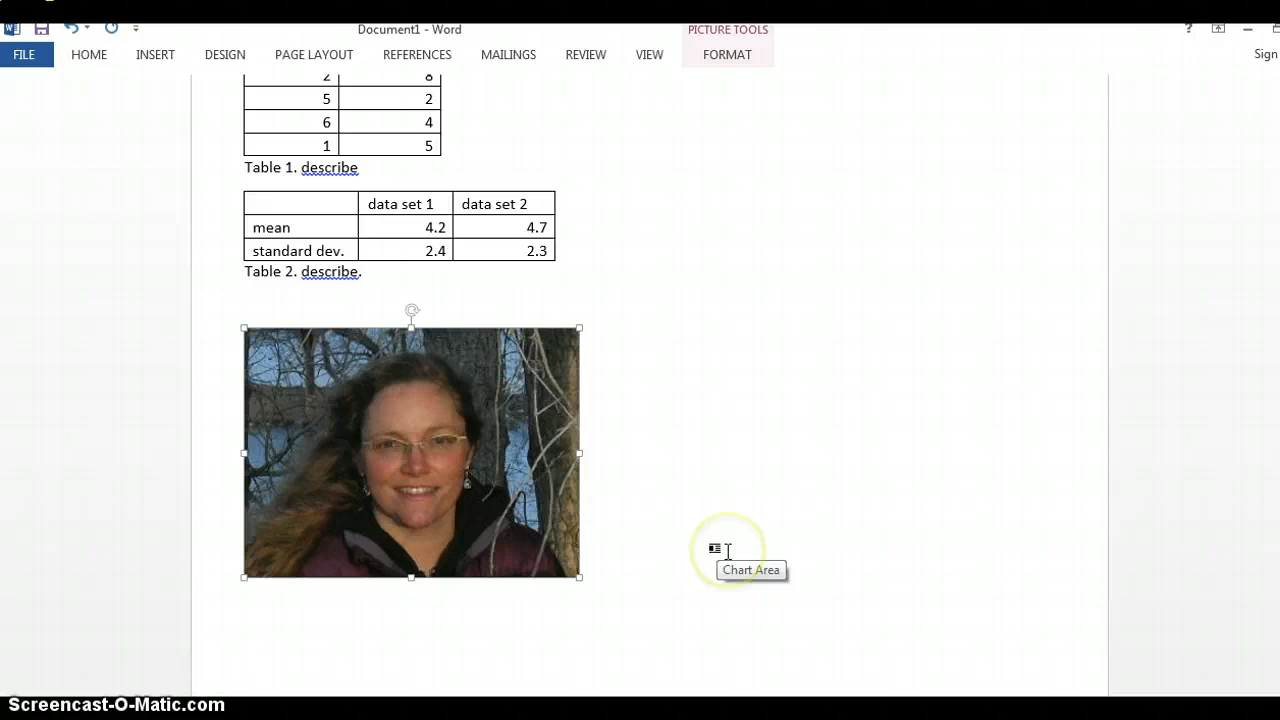 Document1 - Word
PICTURE TOOLS
?
FILE HOME INSERT DESIGN PAGE LAYOUT REFERENCES MAILINGS REVIEW VIEW FORMAT Sign
2 8
5 2
6 4
1 5
Table 1. describe
data set 1 data set 2
mean 4.2 4.7
standard dev. 2.4 2.3
Table 2. describe.
Chart Area
Screencast-O-Matic.com